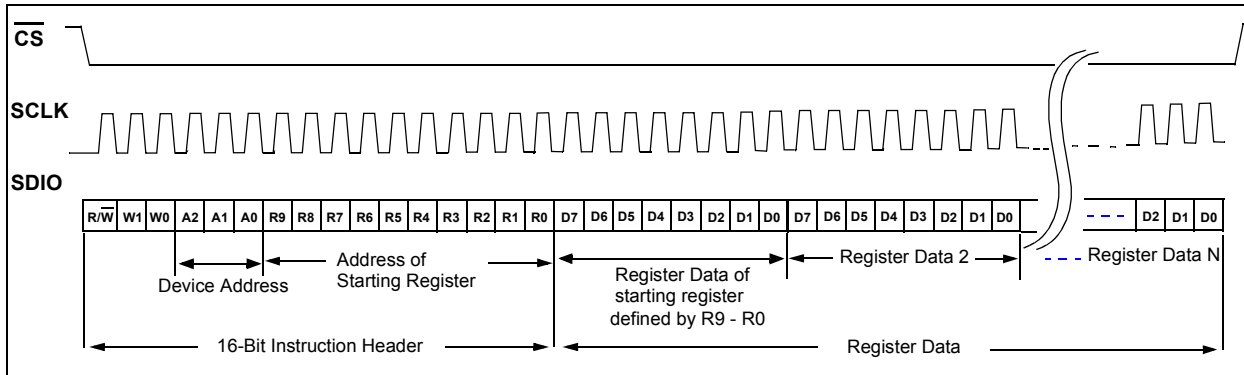 CS
SCLK
SDIO
R/W W1 W0 A2 A1 A0 R9 R8 R7 R6 R5 R4 R3 R2 R1 R0 D7 D6 D5 D4 D3 D2 D1 D0 D7 D6 D5 D4 D3 D2 D1 D0 D2 D1 D0
Device Address
Address of
Starting Register
Register Data of
starting register
defined by R9 - R0
Register Data 2
Register Data N
16-Bit Instruction Header
Register Data